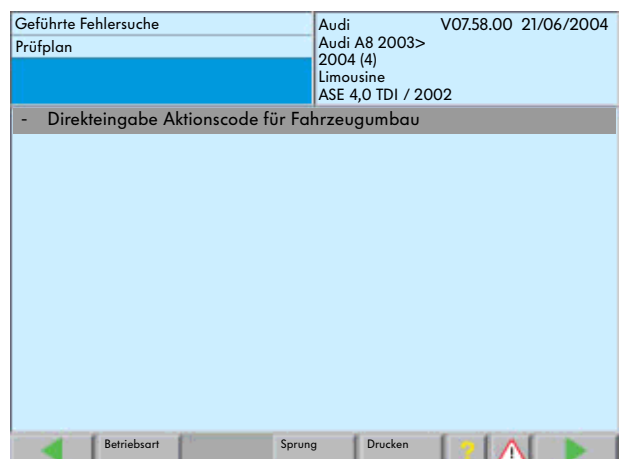 Geführte Fehlersuche
Prüfplan
Audi V07.58.00 21/06/2004
Audi A8 2003>
2004 (4)
Limousine
ASE 4,0 TDI / 2002
- Direkteingabe Aktionscode für Fahrzeugumbau
Betriebsart Sprung Drucken ?